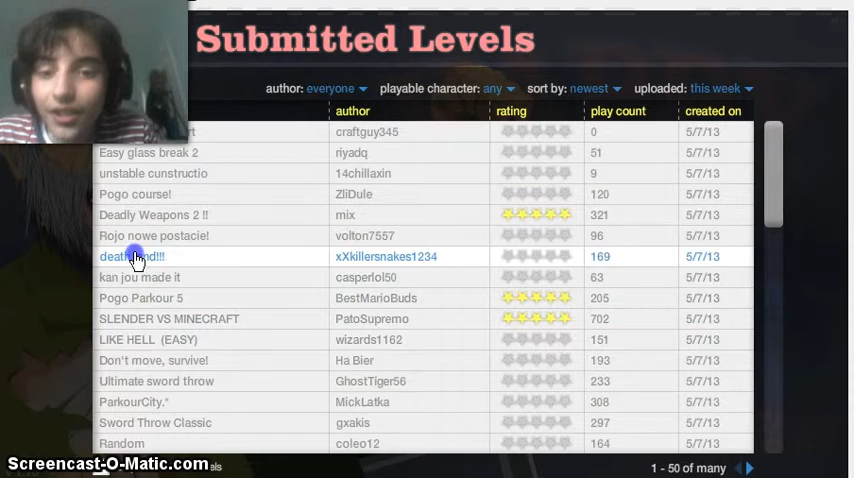 Submitted Levels
author: everyone playable character: any sort by: newest uploaded: this week
author rating play count created on
craftguy345 0 5/7/13
Easy glass break 2 riyadq 51 5/7/13
unstable cunstructio 14chillaxin 9 5/7/13
Pogo course! ZliDule 120 5/7/13
Deadly Weapons 2 !! mix 321 5/7/13
Rojo nowe postacie! volton7557 96 5/7/13
xXkillersnakes1234 169 5/7/13
kan jou made it casperlol50 63 5/7/13
Pogo Parkour 5 BestMarioBuds 205 5/7/13
SLENDER VS MINECRAFT PatoSupremo 702 5/7/13
LIKE HELL (EASY) wizards1162 151 5/7/13
Don't move, survive! Ha Bier 193 5/7/13
Ultimate sword throw GhostTiger56 233 5/7/13
ParkourCity.* MickLatka 308 5/7/13
Sword Throw Classic gxakis 297 5/7/13
Random coleo12 164 5/7/13
Screencast-O-Matic.com 1 - 50 of many